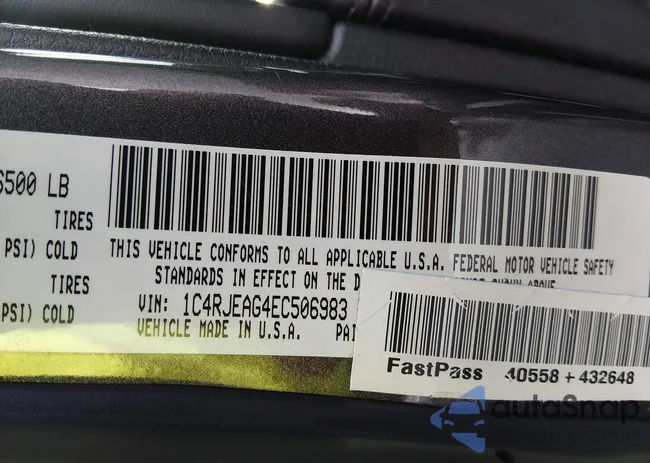 6500 LB
TIRES
PSI) COLD
TIRES
PSI) COLD
THIS VEHICLE CONFORMS TO ALL APPLICABLE U.S.A. FEDERAL MOTOR VEHICLE SAFETY
STANDARDS IN EFFECT ON THE D
VIN: 1C4RJEAG4EC506983
VEHICLE MADE IN U.S.A. PAI
FastPass 40558 + 432648
autoSnap